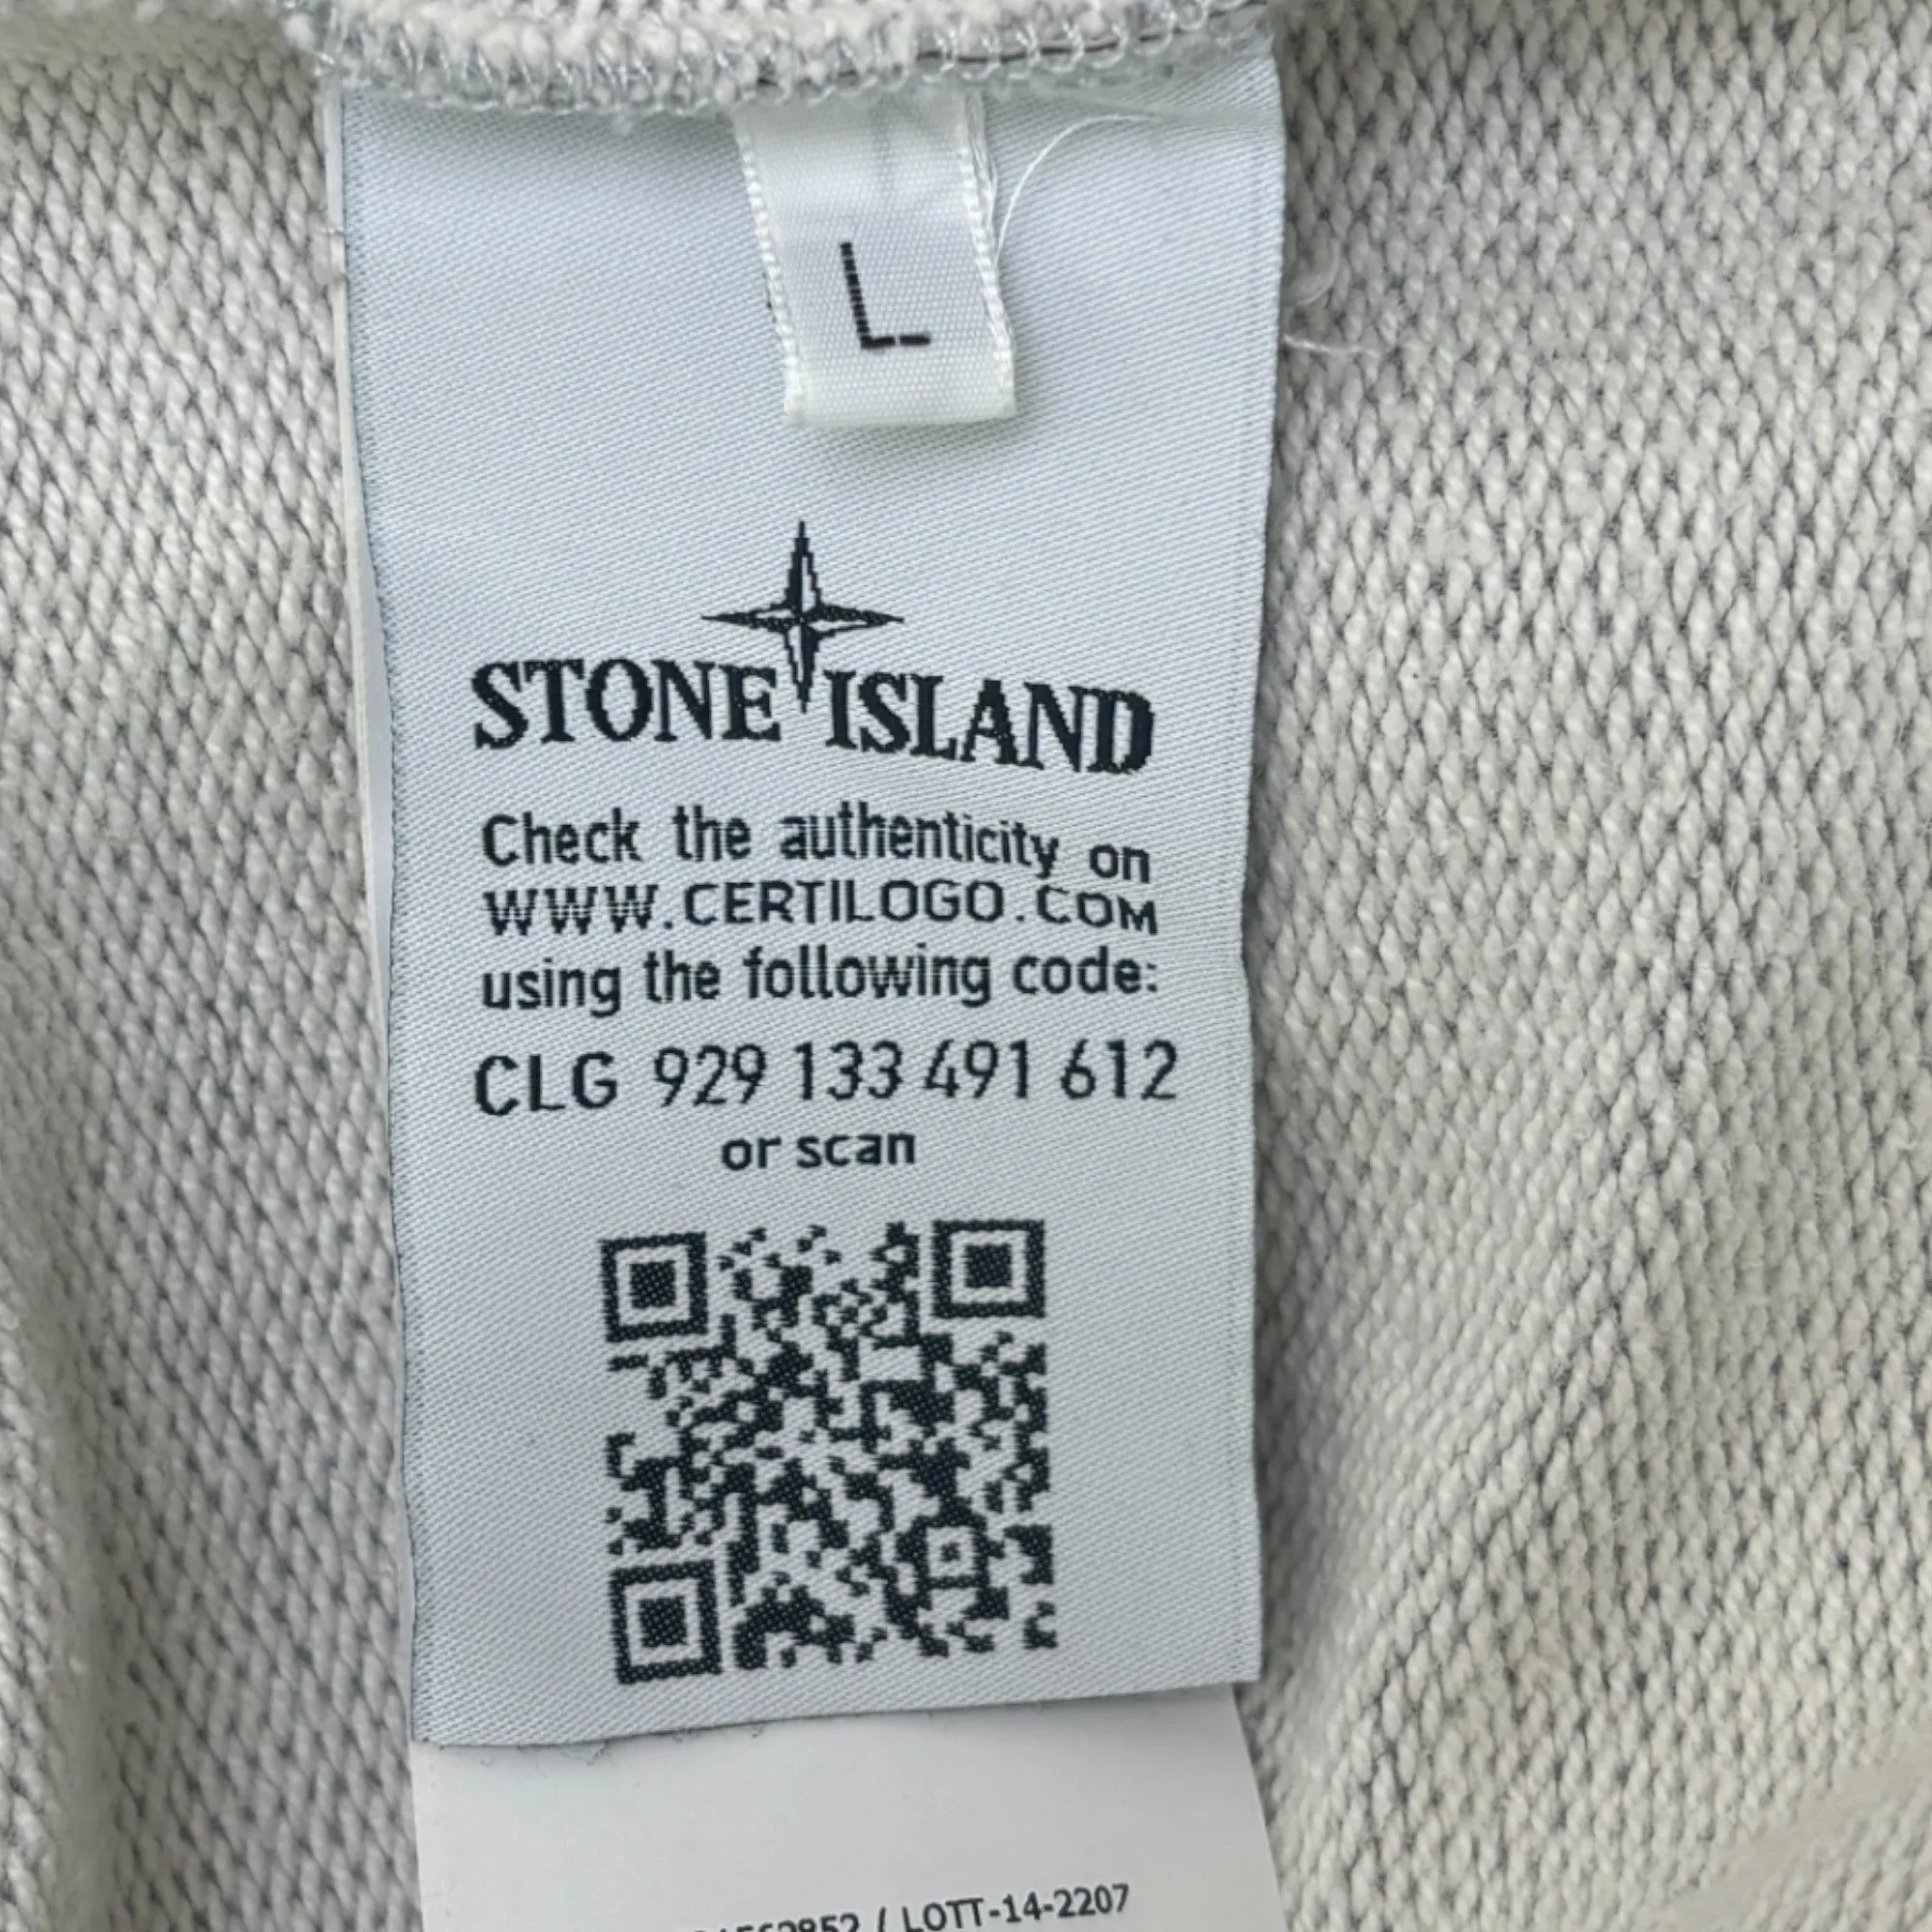 L
STONE ISLAND
Check the authenticity on
WWW.CERTILOGO.COM
using the following code:
CLG 929 133 491 612
or scan
/ LOTT-14-2207